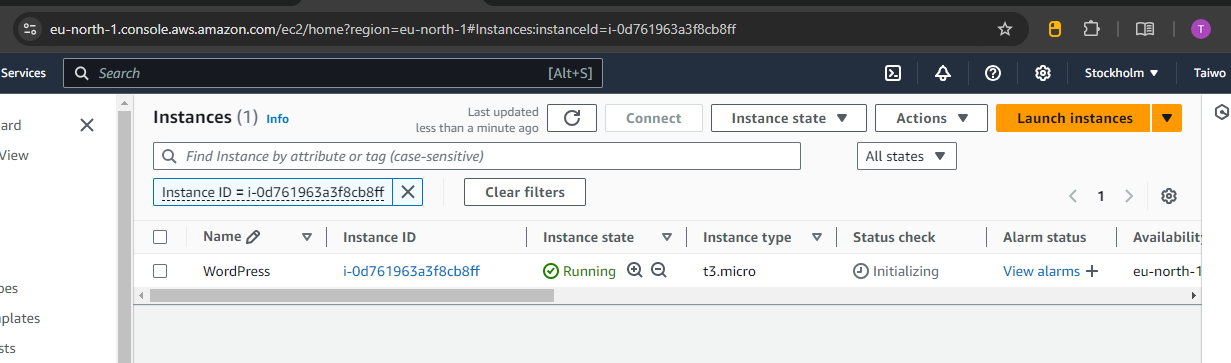 eu-north-1.console.aws.amazon.com/ec2/home?region=eu-north-1#Instances:instanceId=i-0d761963a3f8cb8ff
T
Services
Search
[Alt+S]
Stockholm
Taiwo
Instances (1)
Info
Last updated
less than a minute ago
Connect
Instance state
Actions
Launch instances
View
Find Instance by attribute or tag (case-sensitive)
All states
Instance ID = i-0d761963a3f8cb8ff
Clear filters
1
Name
Instance ID
Instance state
Instance type
Status check
Alarm status
Availability
WordPress
i-0d761963a3f8cb8ff
Running
t3.micro
Initializing
View alarms
eu-north-1